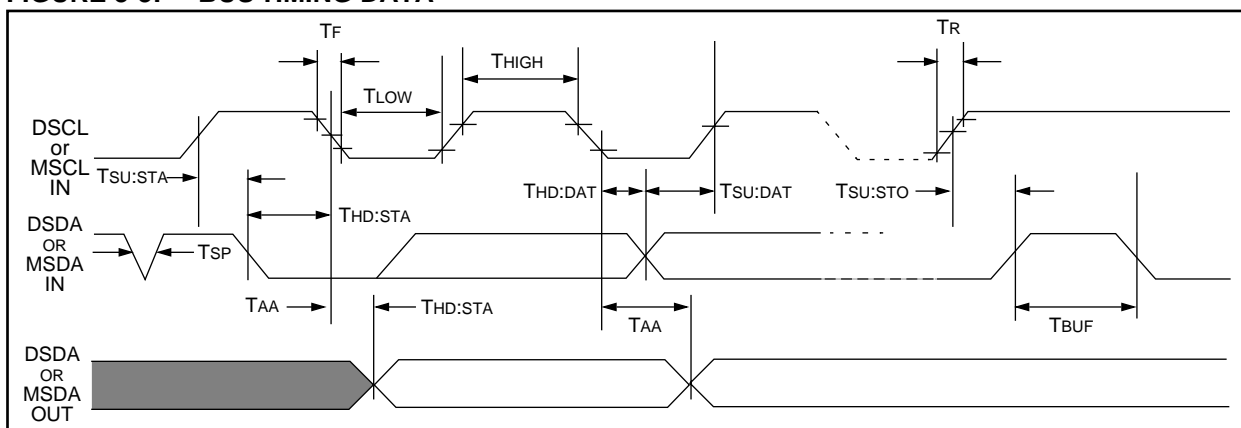 FIGURE 3-3: BUS TIMING DATA
TF
TR
THIGH
TLOW
DSCL
or
MSCL
IN
TSU:STA
THD:DAT
TSU:DAT
TSU:STO
THD:STA
DSDA
OR
MSDA
IN
TSP
TAA
THD:STA
TAA
TBUF
DSDA
OR
MSDA
OUT